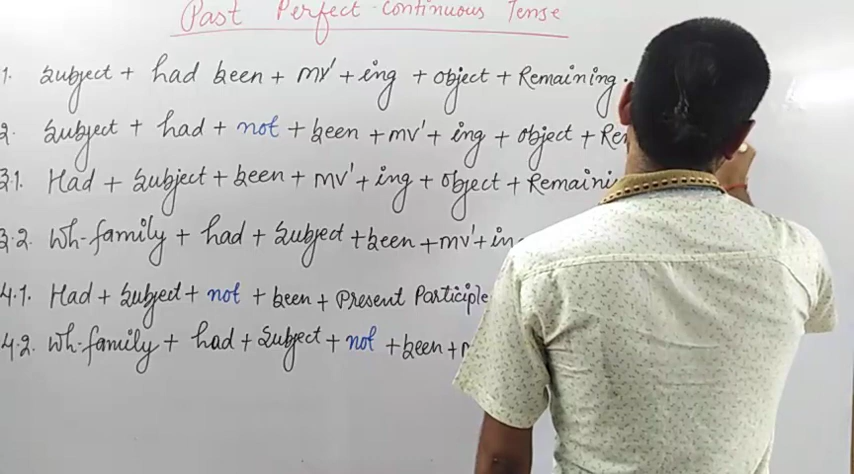 Past Perfect Continuous Tense
1. Subject + had been + mv' + ing + object + Remaining.
2. Subject + had + not + been + mv' + ing + object + Rem
3.1. Had + Subject + been + mv' + ing + object + Remaini
3.2. Wh-family + had + Subject + been + mv' + in
4.1. Had + Subject + not + been + Present Participle
4.2. Wh-family + had + Subject + not + been +